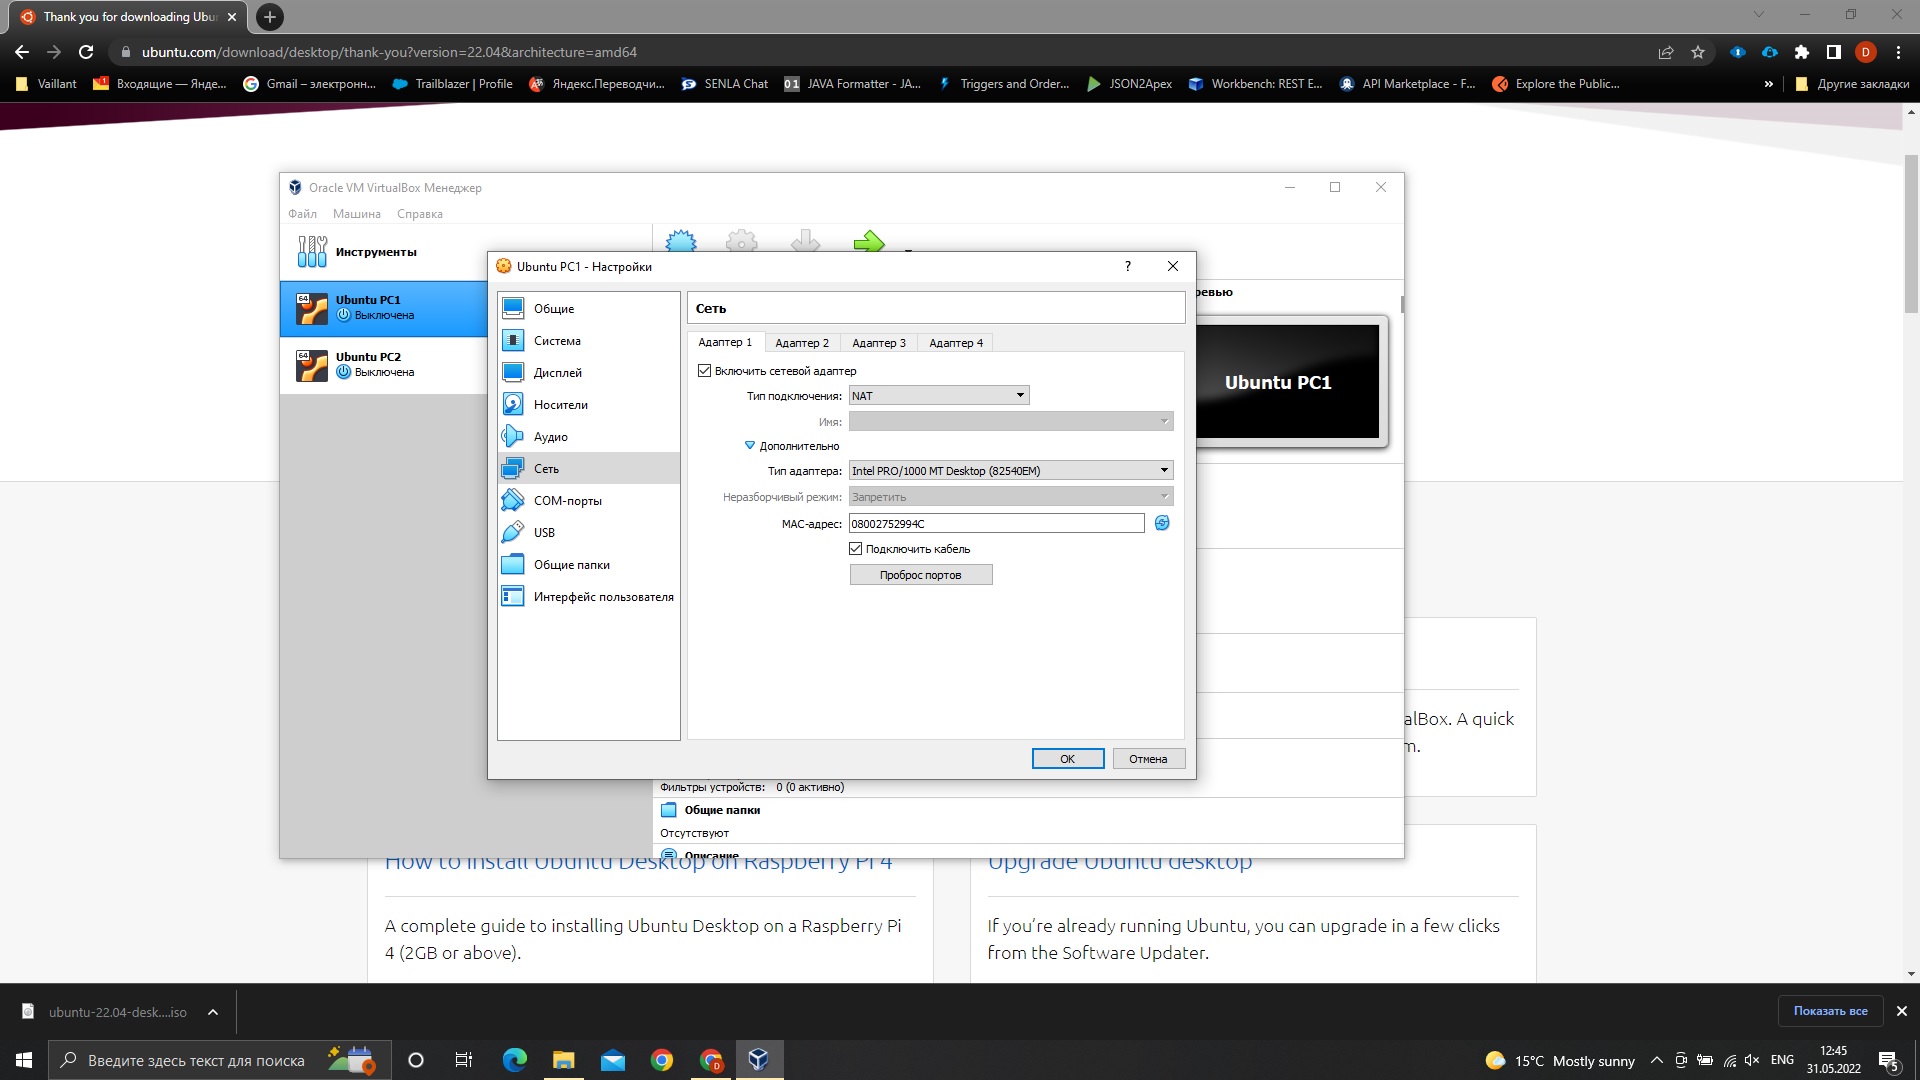 Thank you for downloading Ubu
ubuntu.com/download/desktop/thank-you?version=22.04&architecture=amd64
D
Vaillant
Входящие — Янде...
Gmail – электронн...
Trailblazer | Profile
Яндекс.Переводчи...
SENLA Chat
JAVA Formatter - JA...
Triggers and Order...
JSON2Apex
Workbench: REST E...
API Marketplace - F...
Explore the Public...
»
Другие закладки
Oracle VM VirtualBox Менеджер
Файл Машина Справка
Инструменты
Ubuntu PC1
Выключена
Ubuntu PC2
Выключена
Ubuntu PC1 - Настройки
?
Общие
Система
Дисплей
Носители
Аудио
Сеть
COM-порты
USB
Общие папки
Интерфейс пользователя
Сеть
Адаптер 1 Адаптер 2 Адаптер 3 Адаптер 4
Включить сетевой адаптер
Тип подключения: NAT
Имя:
Дополнительно
Тип адаптера: Intel PRO/1000 MT Desktop (82540EM)
Неразборчивый режим: Запретить
MAC-адрес: 08002752994C
Подключить кабель
Проброс портов
OK Отмена
ревью
Ubuntu PC1
Фильтры устройств: 0 (0 активно)
Общие папки
Отсутствуют
Описание
alBox. A quick
m.
How to install Ubuntu Desktop on Raspberry Pi 4
A complete guide to installing Ubuntu Desktop on a Raspberry Pi
4 (2GB or above).
Upgrade Ubuntu desktop
If you’re already running Ubuntu, you can upgrade in a few clicks
from the Software Updater.
ubuntu-22.04-desk....iso
Показать все
Введите здесь текст для поиска
15°C Mostly sunny
ENG
12:45
31.05.2022
5